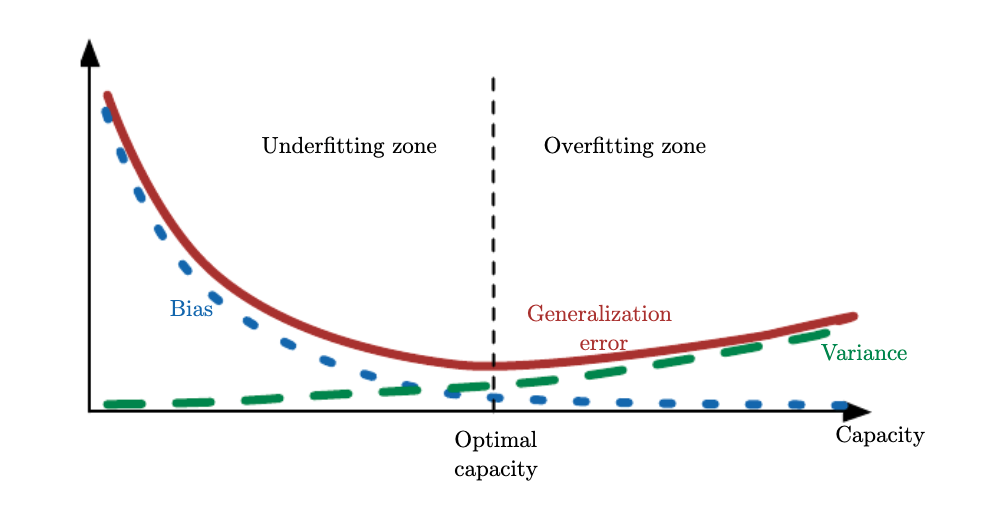 Underfitting zone
Overfitting zone
Bias
Generalization
error
Variance
Capacity
Optimal
capacity